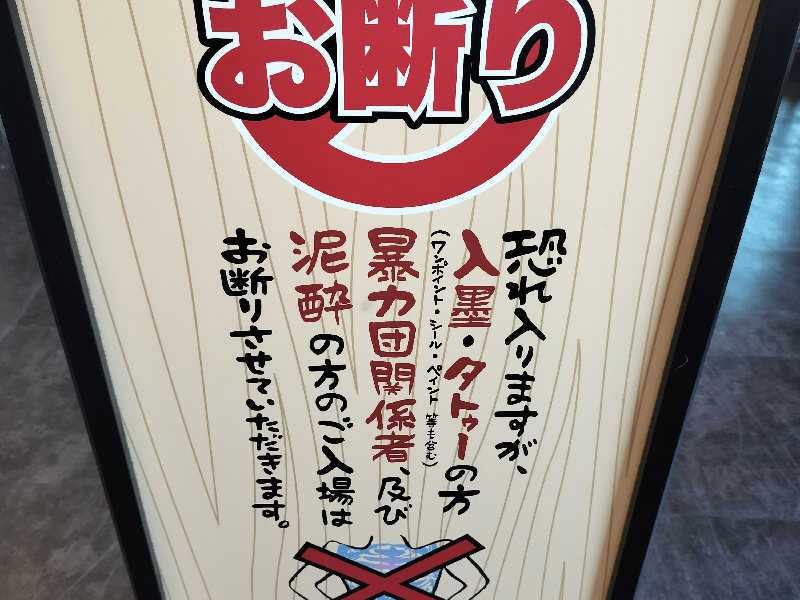 お断り
恐れ入りますが、
入墨・タトゥーの方
(ワンポイント・シール・ペイント等も含む)
暴力団関係者、及び
泥酔の方のご入場は
お断りさせていただきます。